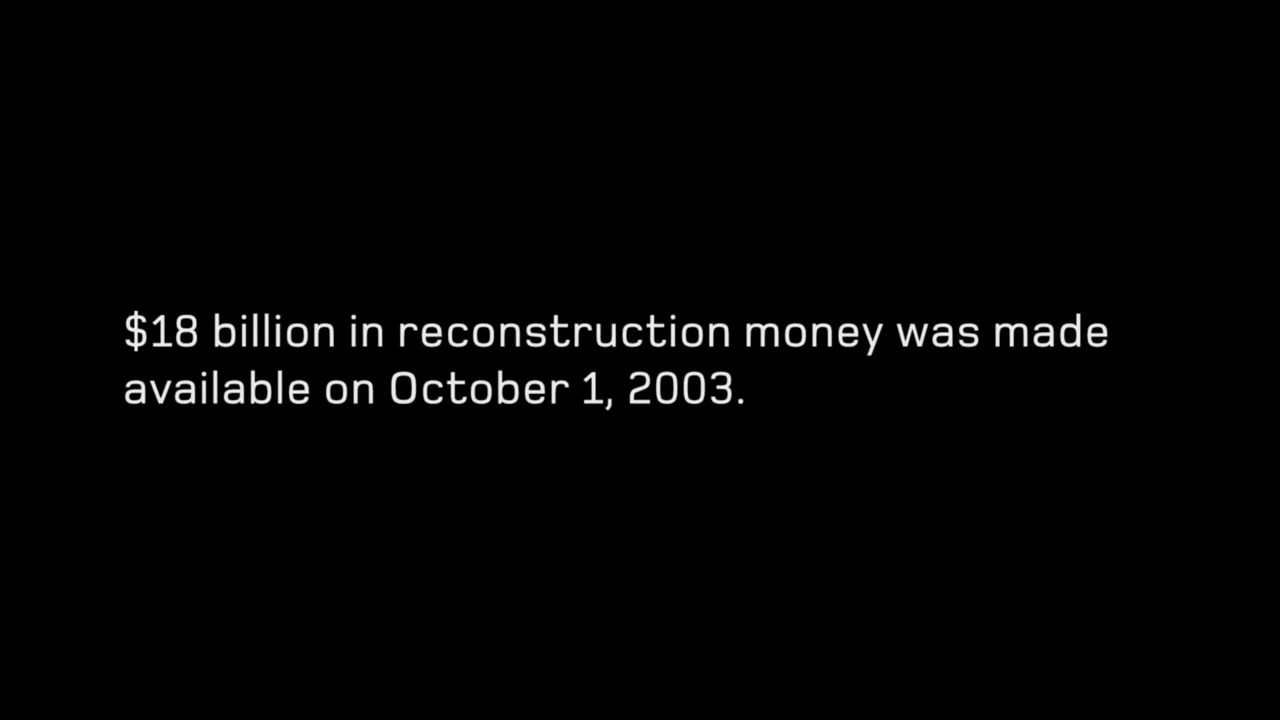 $18 billion in reconstruction money was made
available on October 1, 2003.